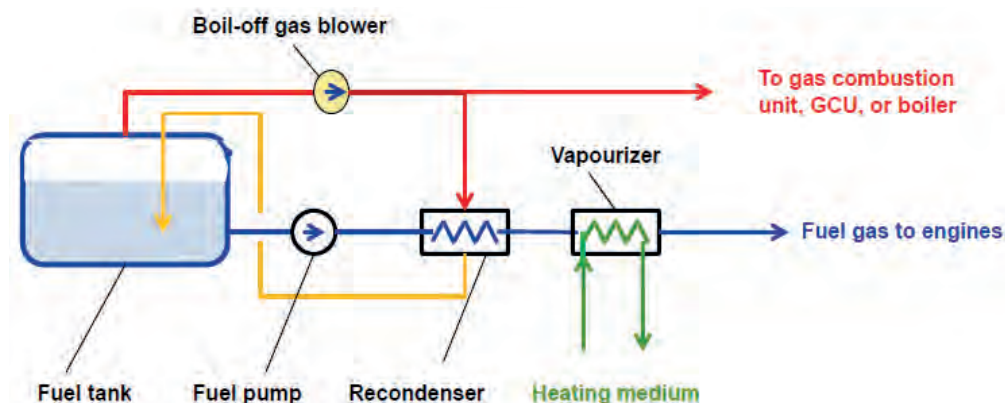 Boil-off gas blower
To gas combustion
unit, GCU, or boiler
Vapourizer
Fuel gas to engines
Fuel tank
Fuel pump
Recondenser
Heating medium